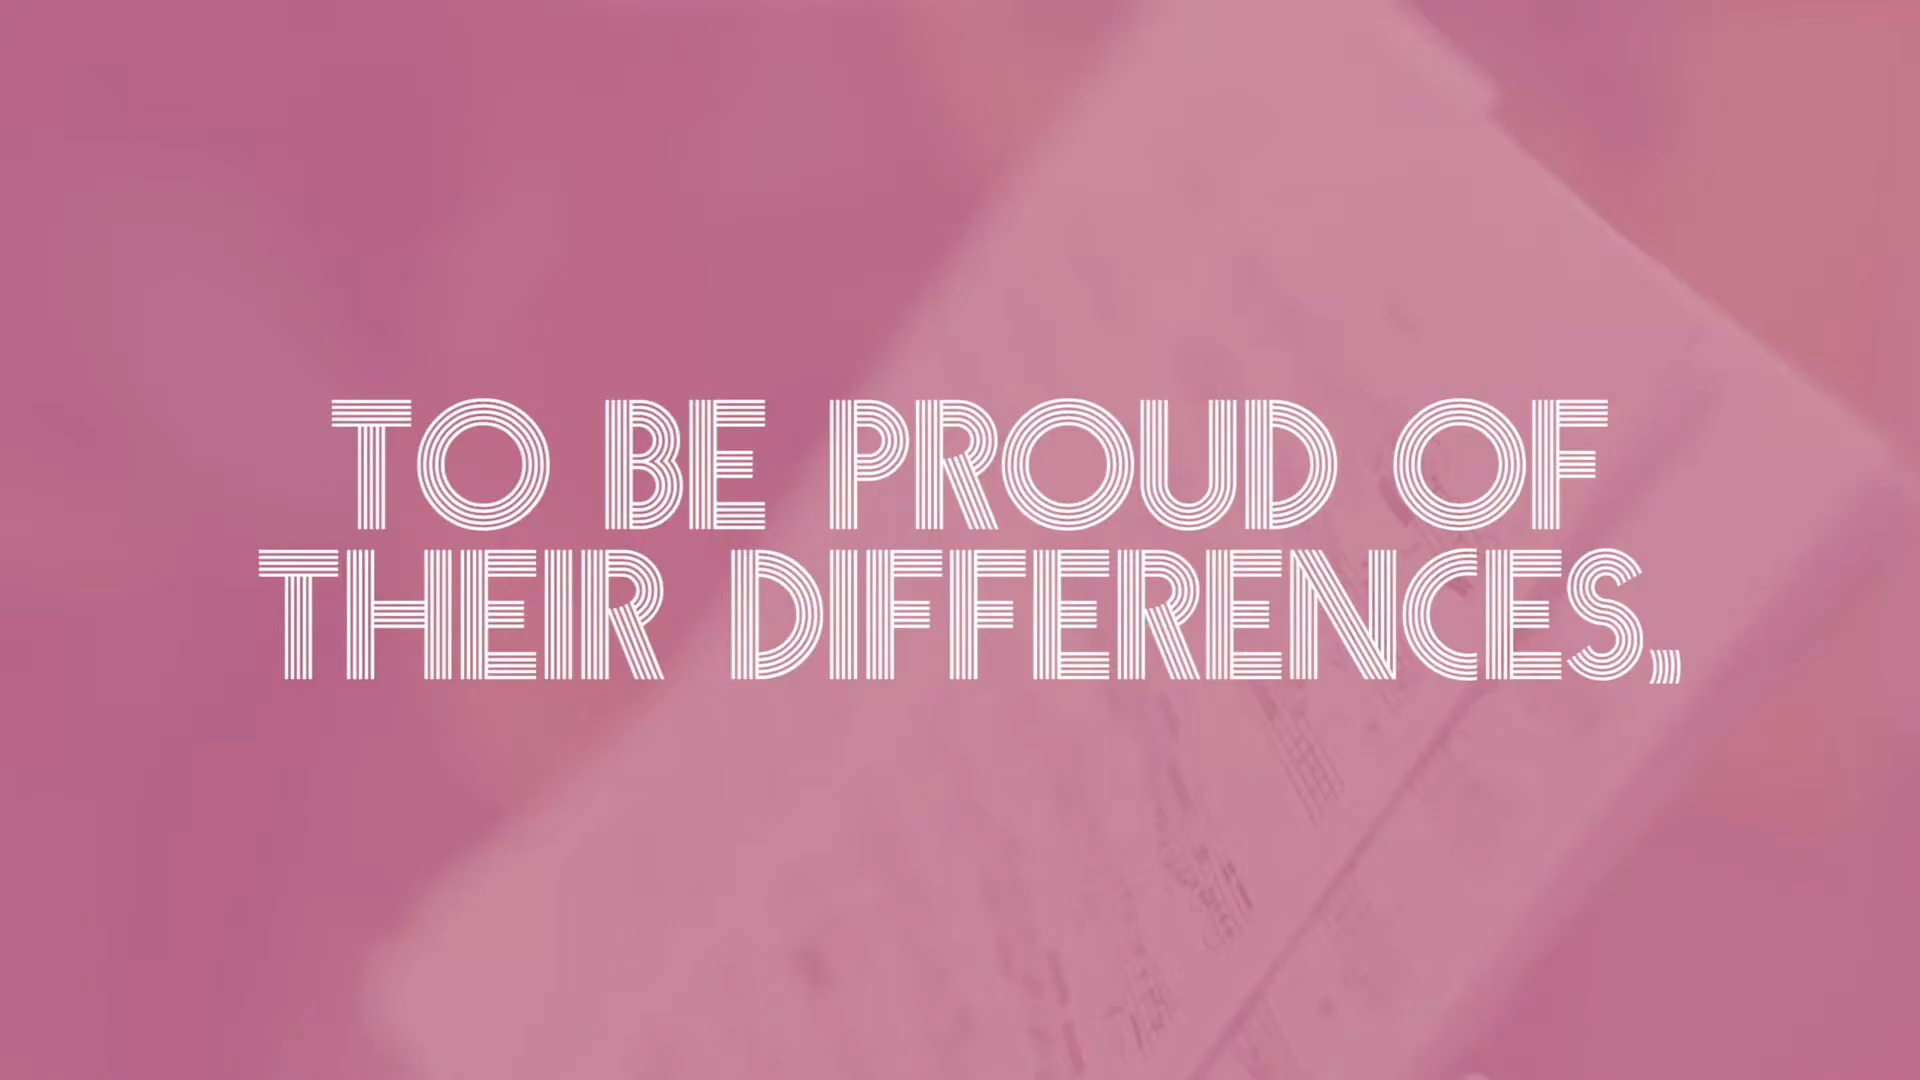 TO BE PROUD OF
THEIR DIFFERENCES,